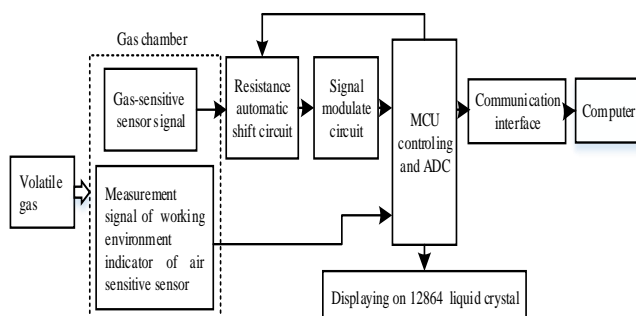 Gas chamber
Gas-sensitive
sensor signal
Resistance
automatic
shift circuit
Signal
modulate
circuit
MCU
controling
and ADC
Communication
interface
Computer
Volatile
gas
Measurement
signal of working
environment
indicator of air
sensitive sensor
Displaying on 12864 liquid crystal